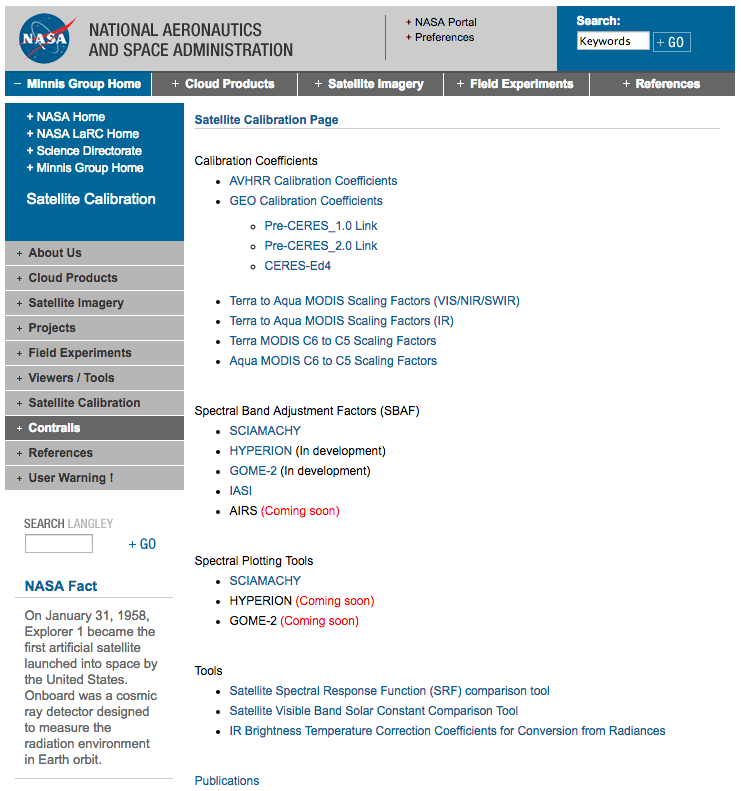 NASA
NATIONAL AERONAUTICS
AND SPACE ADMINISTRATION
+ NASA Portal
+ Preferences
Search:
Keywords
+ GO
− Minnis Group Home
+ Cloud Products
+ Satellite Imagery
+ Field Experiments
+ References
+ NASA Home
+ NASA LaRC Home
+ Science Directorate
+ Minnis Group Home
Satellite Calibration
+ About Us
+ Cloud Products
+ Satellite Imagery
+ Projects
+ Field Experiments
+ Viewers / Tools
+ Satellite Calibration
+ Contrails
+ References
+ User Warning !
SEARCH LANGLEY
+ GO
NASA Fact
On January 31, 1958,
Explorer 1 became the
first artificial satellite
launched into space by
the United States.
Onboard was a cosmic
ray detector designed
to measure the
radiation environment
in Earth orbit.
Satellite Calibration Page
Calibration Coefficients
AVHRR Calibration Coefficients
GEO Calibration Coefficients
Pre-CERES_1.0 Link
Pre-CERES_2.0 Link
CERES-Ed4
Terra to Aqua MODIS Scaling Factors (VIS/NIR/SWIR)
Terra to Aqua MODIS Scaling Factors (IR)
Terra MODIS C6 to C5 Scaling Factors
Aqua MODIS C6 to C5 Scaling Factors
Spectral Band Adjustment Factors (SBAF)
SCIAMACHY
HYPERION (In development)
GOME-2 (In development)
IASI
AIRS (Coming soon)
Spectral Plotting Tools
SCIAMACHY
HYPERION (Coming soon)
GOME-2 (Coming soon)
Tools
Satellite Spectral Response Function (SRF) comparison tool
Satellite Visible Band Solar Constant Comparison Tool
IR Brightness Temperature Correction Coefficients for Conversion from Radiances
Publications